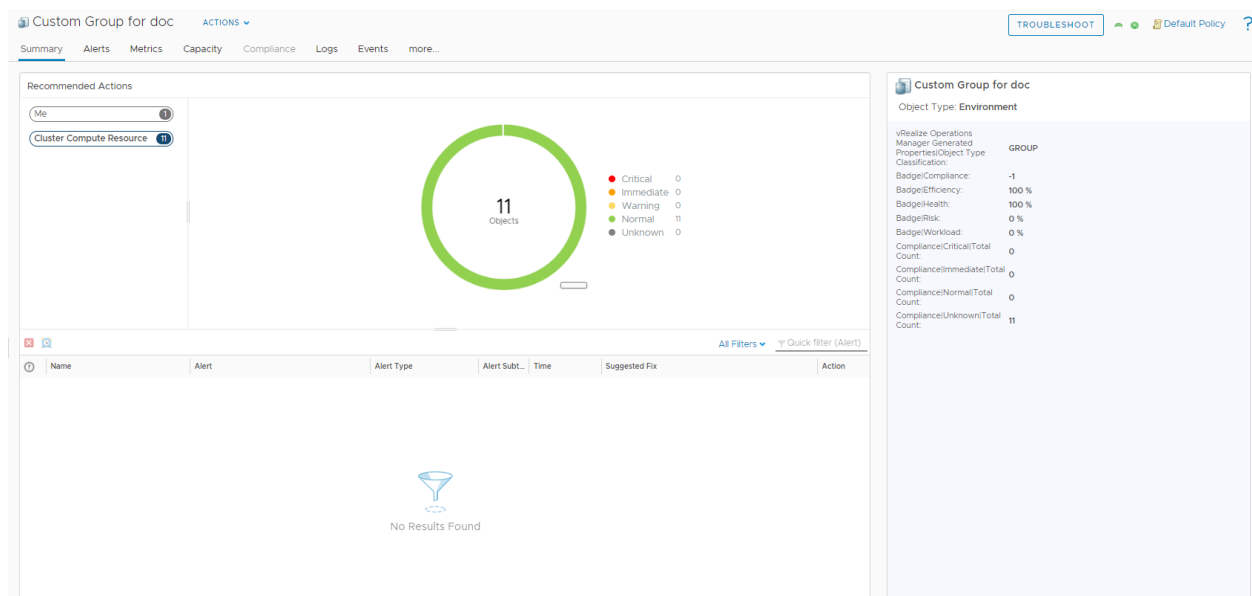 Custom Group for doc ACTIONS
TROUBLESHOOT Default Policy ?
Summary Alerts Metrics Capacity Compliance Logs Events more...
Recommended Actions
Me 1
Cluster Compute Resource 11
11
Objects
Critical 0
Immediate 0
Warning 0
Normal 11
Unknown 0
All Filters Quick filter (Alert)
Name Alert Alert Type Alert Subt... Time Suggested Fix Action
No Results Found
Custom Group for doc
Object Type: Environment
vRealize Operations
Manager Generated
Properties|Object Type
Classification: GROUP
Badge|Compliance: -1
Badge|Efficiency: 100 %
Badge|Health: 100 %
Badge|Risk: 0 %
Badge|Workload: 0 %
Compliance|Critical|Total
Count: 0
Compliance|Immediate|Total
Count: 0
Compliance|Normal|Total
Count: 0
Compliance|Unknown|Total
Count: 11